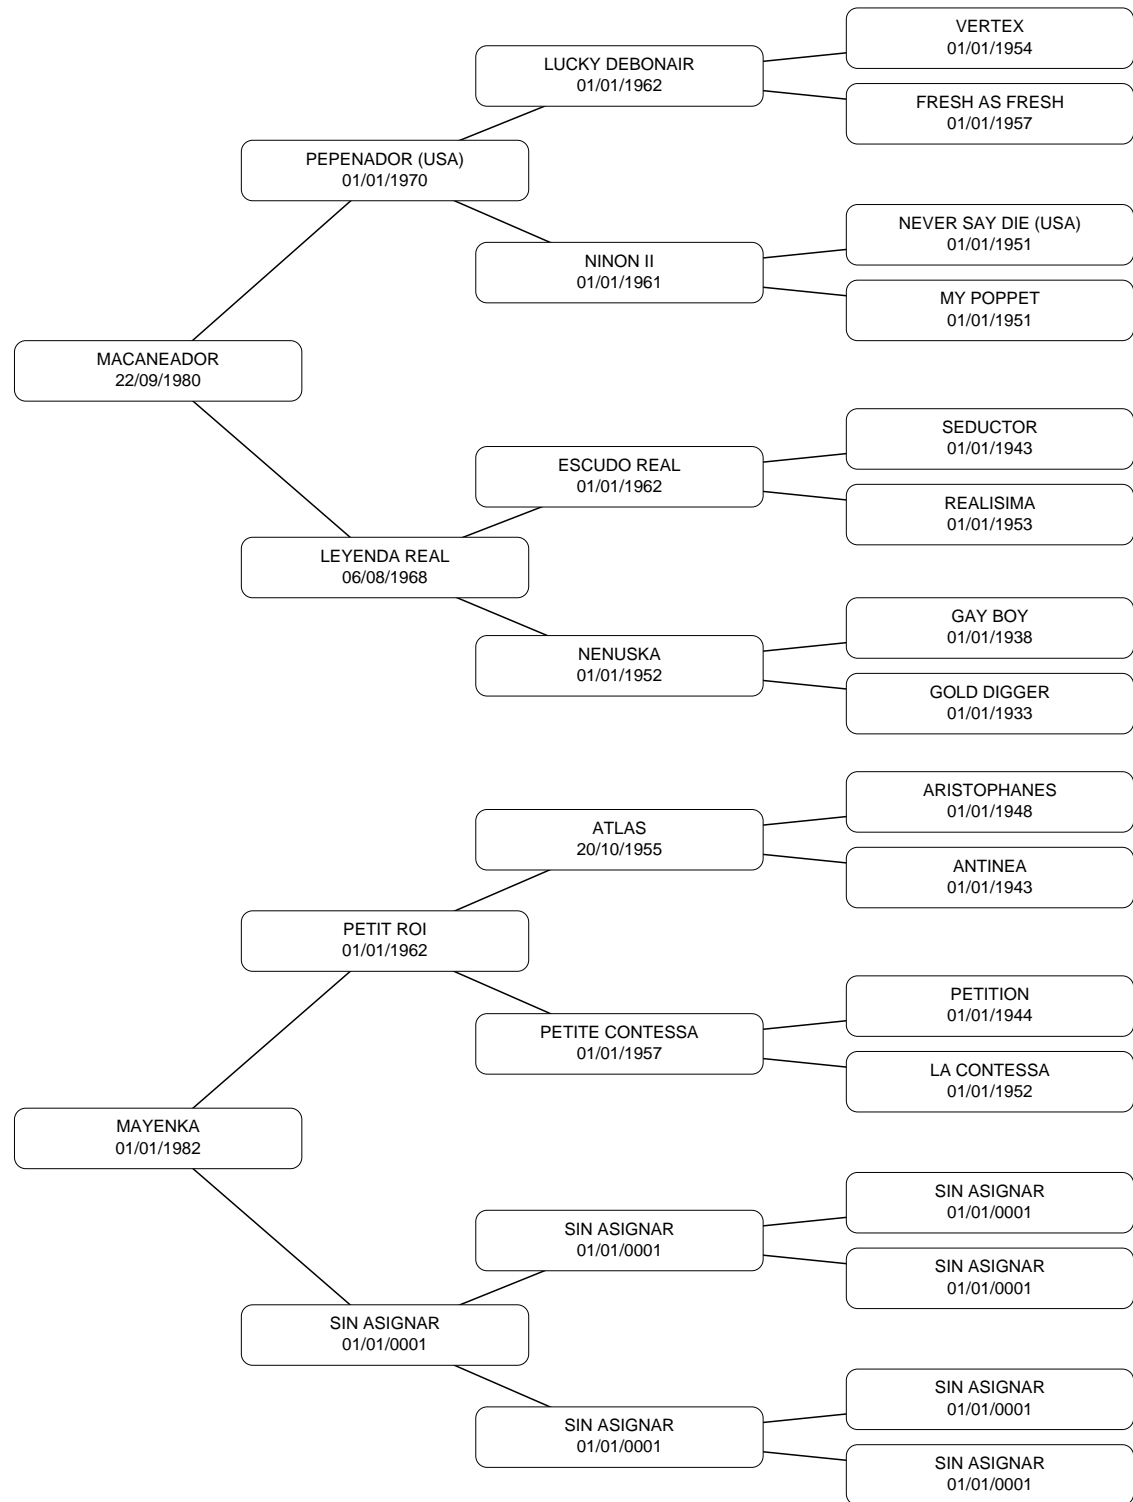 VERTEX
01/01/1954
LUCKY DEBONAIR
01/01/1962
FRESH AS FRESH
01/01/1957
PEPENADOR (USA)
01/01/1970
NEVER SAY DIE (USA)
01/01/1951
NINON II
01/01/1961
MY POPPET
01/01/1951
MACANEADOR
22/09/1980
SEDUCTOR
01/01/1943
ESCUDO REAL
01/01/1962
REALISIMA
01/01/1953
LEYENDA REAL
06/08/1968
GAY BOY
01/01/1938
NENUSKA
01/01/1952
GOLD DIGGER
01/01/1933
ARISTOPHANES
01/01/1948
ATLAS
20/10/1955
ANTINEA
01/01/1943
PETIT ROI
01/01/1962
PETITION
01/01/1944
PETITE CONTESSA
01/01/1957
LA CONTESSA
01/01/1952
MAYENKA
01/01/1982
SIN ASIGNAR
01/01/0001
SIN ASIGNAR
01/01/0001
SIN ASIGNAR
01/01/0001
SIN ASIGNAR
01/01/0001
SIN ASIGNAR
01/01/0001
SIN ASIGNAR
01/01/0001
SIN ASIGNAR
01/01/0001